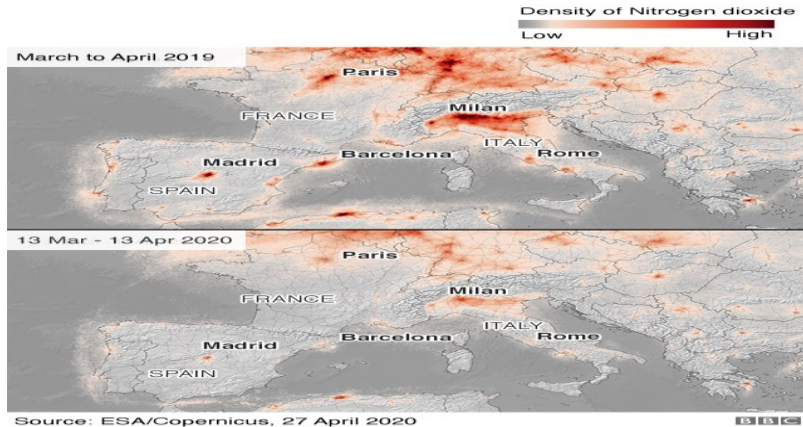 Density of Nitrogen dioxide
Low High
March to April 2019
Paris
FRANCE
Milan
ITALY
Rome
Barcelona
Madrid
SPAIN
13 Mar - 13 Apr 2020
Paris
FRANCE
Milan
ITALY
Rome
Barcelona
Madrid
SPAIN
Source: ESA/Copernicus, 27 April 2020
BBC